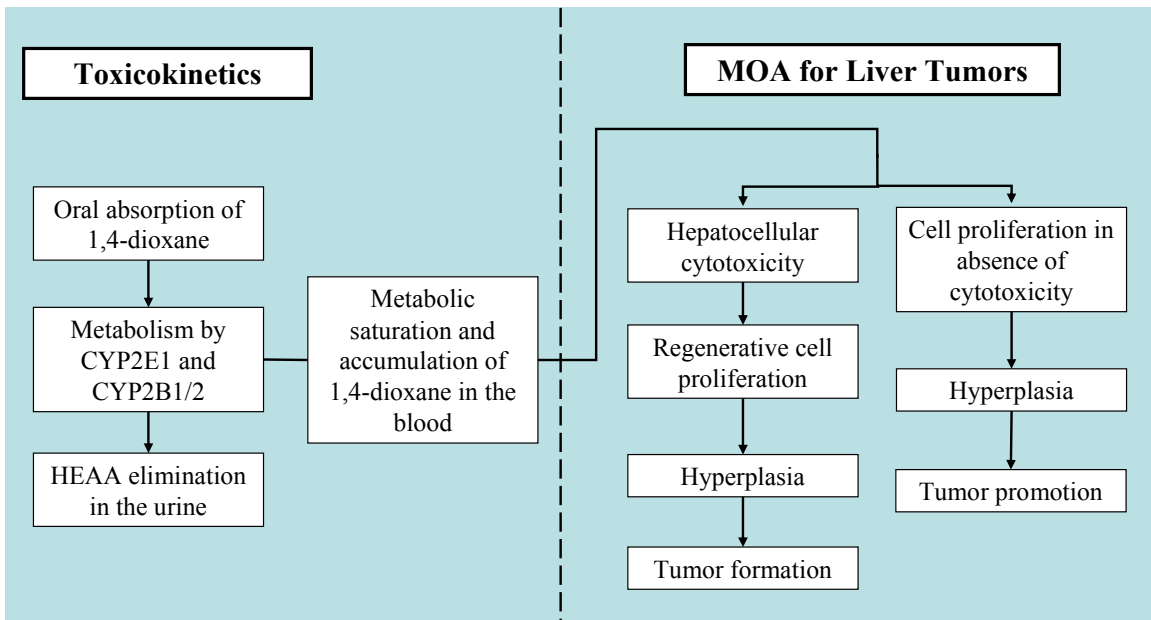 Toxicokinetics
Oral absorption of
1,4-dioxane
Metabolism by
CYP2E1 and
CYP2B1/2
HEAA elimination
in the urine
Metabolic
saturation and
accumulation of
1,4-dioxane in the
blood
MOA for Liver Tumors
Hepatocellular
cytotoxicity
Regenerative cell
proliferation
Hyperplasia
Tumor formation
Cell proliferation in
absence of
cytotoxicity
Hyperplasia
Tumor promotion